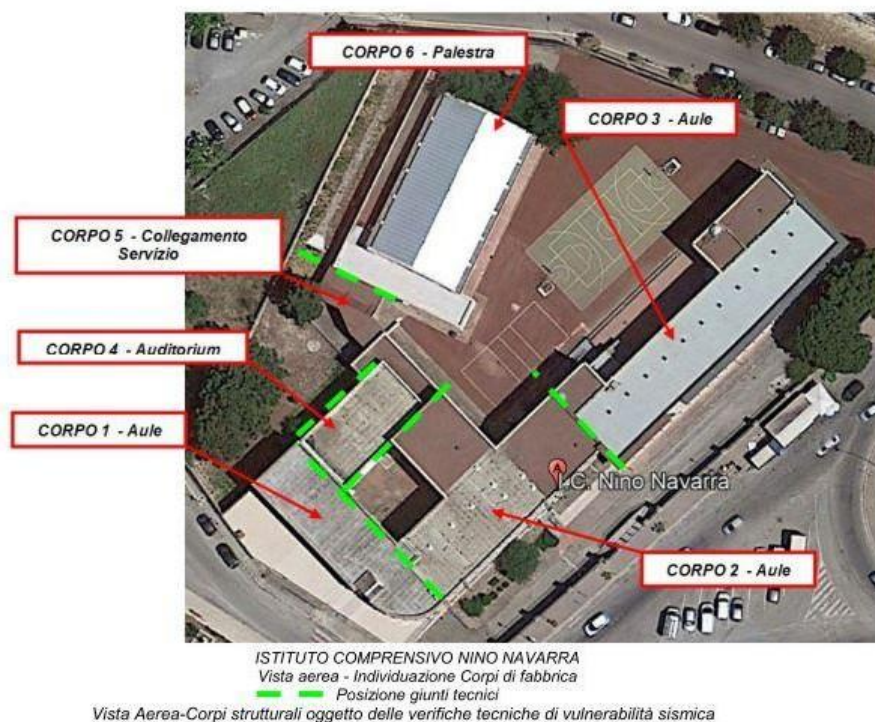 CORPO 6 - Palestra
CORPO 3 - Aule
CORPO 5 - Collegamento
Servizio
CORPO 4 - Auditorium
CORPO 1 - Aule
A
I.C. Nino Navarra
CORPO 2 - Aule
ISTITUTO COMPRENSIVO NINO NAVARRA
Vista aerea - Individuazione Corpi di fabbrica
Posizione giunti tecnici
Vista Aerea-Corpi strutturali oggetto delle verifiche tecniche di vulnerabilità sismica